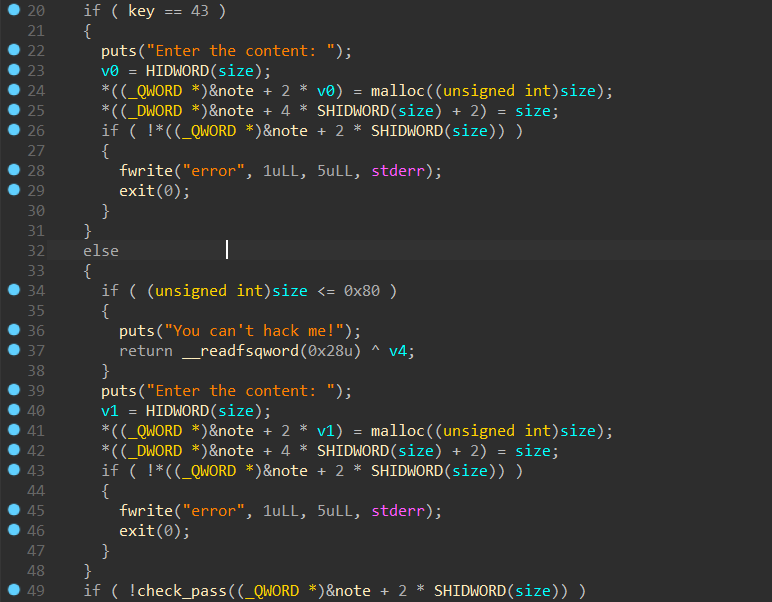 20 if ( key == 43 )
21 {
22 puts("Enter the content: ");
23 v0 = HIDWORD(size);
24 *((_QWORD *)&note + 2 * v0) = malloc((unsigned int)size);
25 *((_DWORD *)&note + 4 * SHIDWORD(size) + 2) = size;
26 if ( !*((_QWORD *)&note + 2 * SHIDWORD(size)) )
27 {
28 fwrite("error", 1uLL, 5uLL, stderr);
29 exit(0);
30 }
31 }
32 else
33 {
34 if ( (unsigned int)size <= 0x80 )
35 {
36 puts("You can't hack me!");
37 return __readfsqword(0x28u) ^ v4;
38 }
39 puts("Enter the content: ");
40 v1 = HIDWORD(size);
41 *((_QWORD *)&note + 2 * v1) = malloc((unsigned int)size);
42 *((_DWORD *)&note + 4 * SHIDWORD(size) + 2) = size;
43 if ( !*((_QWORD *)&note + 2 * SHIDWORD(size)) )
44 {
45 fwrite("error", 1uLL, 5uLL, stderr);
46 exit(0);
47 }
48 }
49 if ( !check_pass((_QWORD *)&note + 2 * SHIDWORD(size)) )